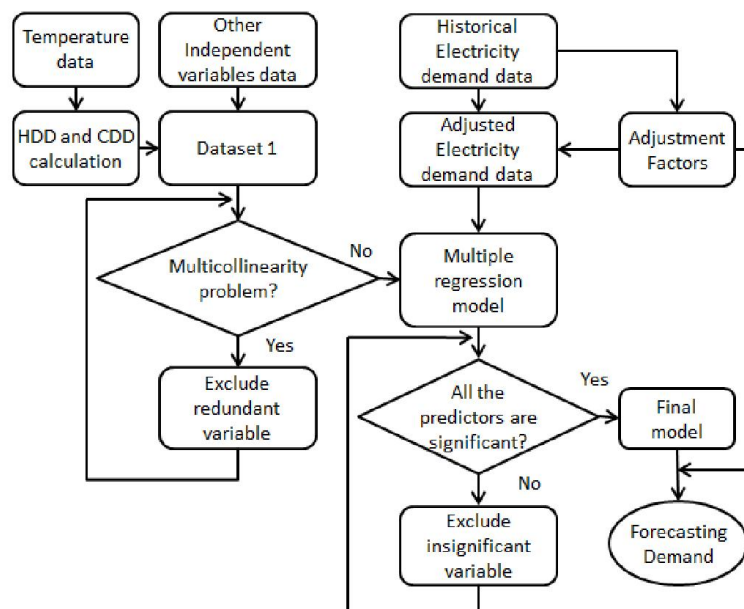 Temperature
data
Other
Independent
variables data
Historical
Electricity
demand data
HDD and CDD
calculation
Dataset 1
Adjusted
Electricity
demand data
Adjustment
Factors
Multicollinearity
problem?
No
Multiple
regression
model
Yes
Exclude
redundant
variable
All the
predictors are
significant?
Yes
Final
model
No
Exclude
insignificant
variable
Forecasting
Demand